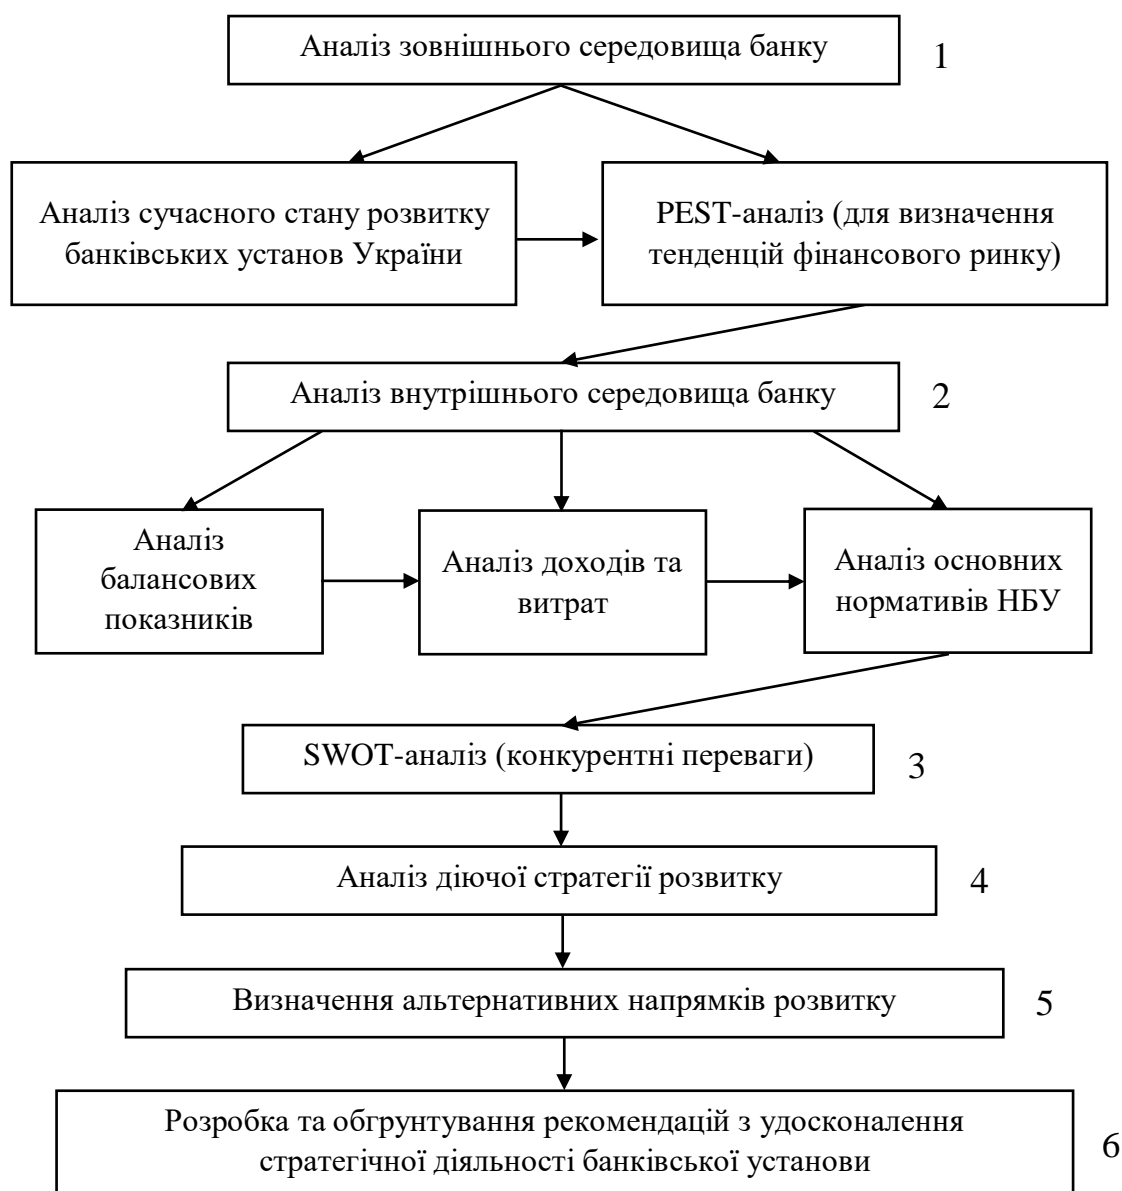 Аналіз зовнішнього середовища банку
1
Аналіз сучасного стану розвитку
банківських установ України
PEST-аналіз (для визначення
тенденцій фінансового ринку)
Аналіз внутрішнього середовища банку
2
Аналіз
балансових
показників
Аналіз доходів та
витрат
Аналіз основних
нормативів НБУ
SWOT-аналіз (конкурентні переваги)
3
Аналіз діючої стратегії розвитку
4
Визначення альтернативних напрямків розвитку
5
Розробка та обгрунтування рекомендацій з удосконалення
стратегічної діяльності банківської установи
6